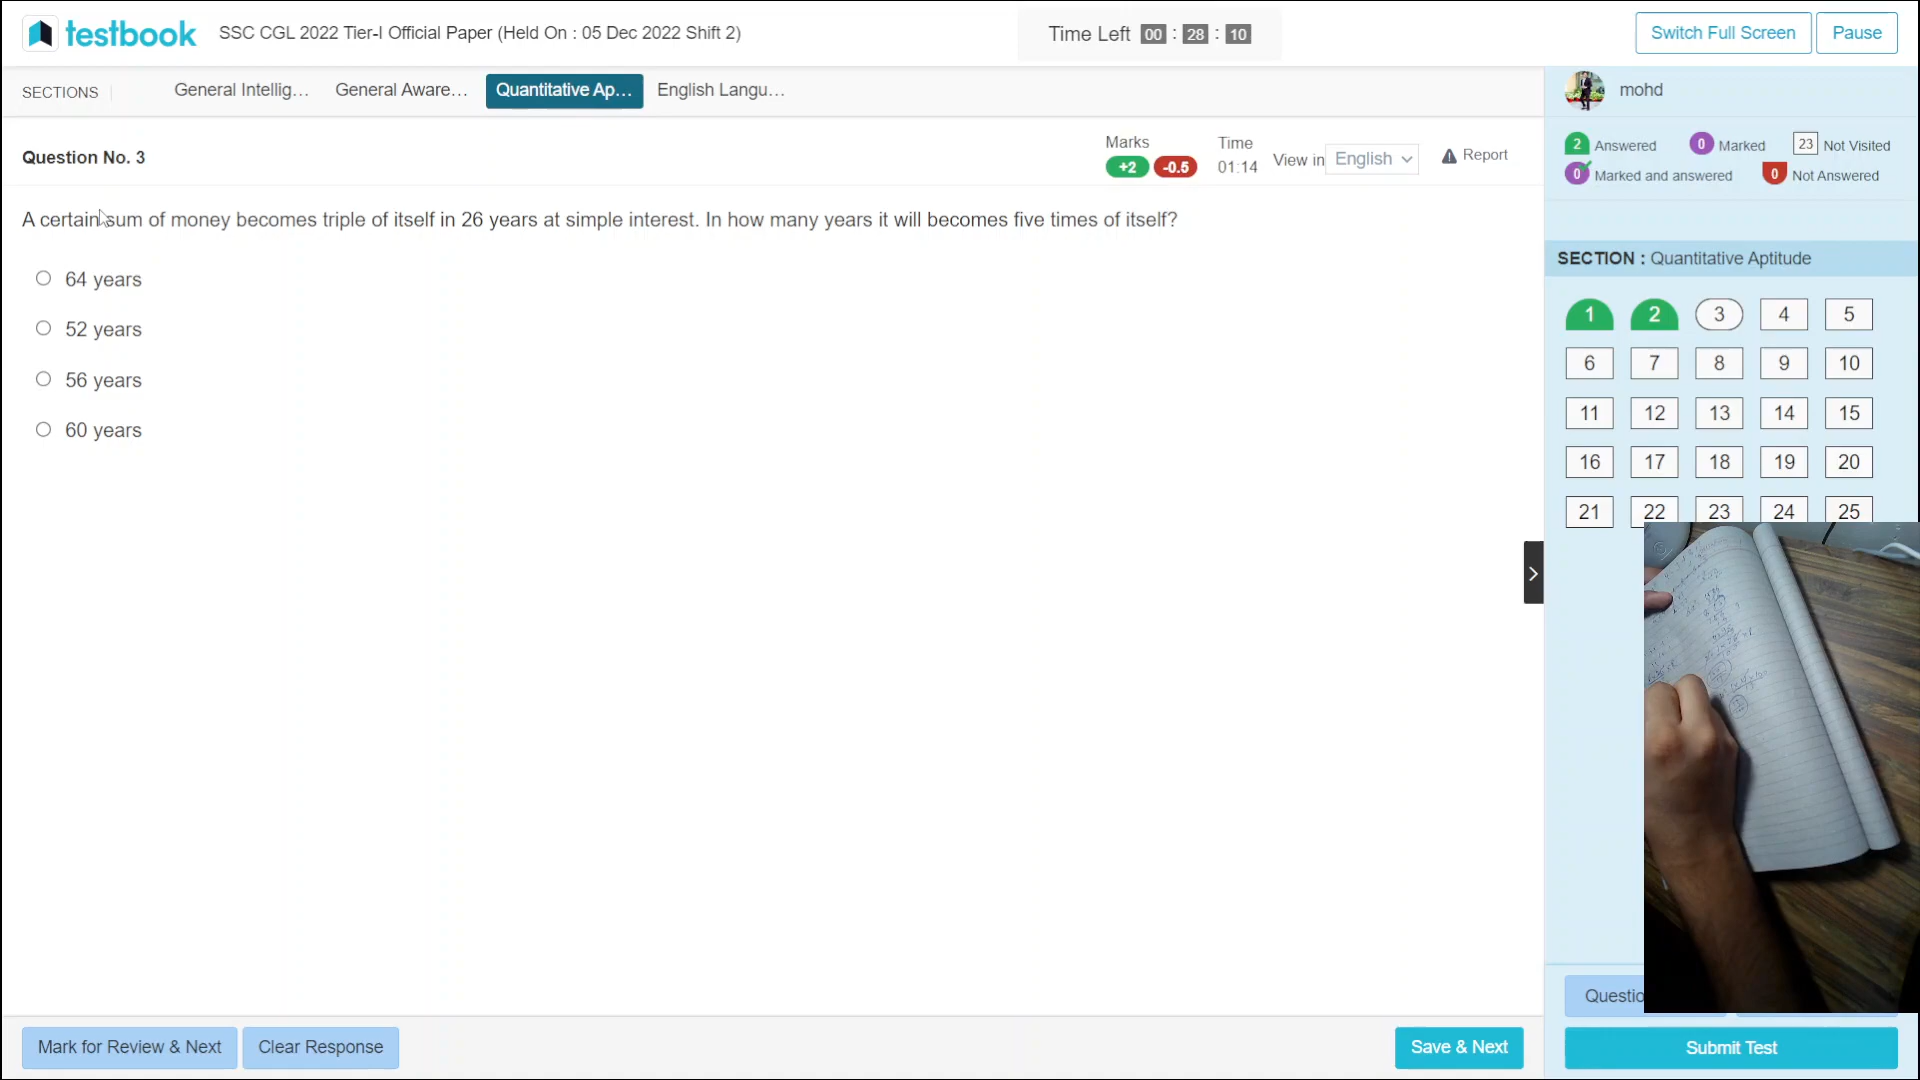 testbook SSC CGL 2022 Tier-I Official Paper (Held On : 05 Dec 2022 Shift 2) Time Left 00 : 28 : 10 Switch Full Screen Pause
SECTIONS General Intellig... General Aware... Quantitative Ap... English Langu... mohd
2 Answered 0 Marked 23 Not Visited
0 Marked and answered 0 Not Answered
Question No. 3 Marks +2 -0.5 Time 01:14 View in English Report
A certain sum of money becomes triple of itself in 26 years at simple interest. In how many years it will becomes five times of itself?
64 years
52 years
56 years
60 years
SECTION : Quantitative Aptitude
1 2 3 4 5
6 7 8 9 10
11 12 13 14 15
16 17 18 19 20
21 22 23 24 25
Questio
Mark for Review & Next Clear Response Save & Next Submit Test